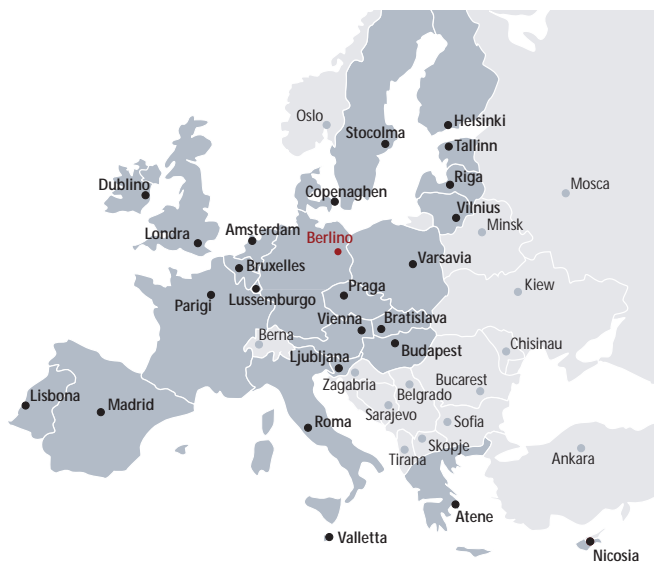 Oslo
Helsinki
Stocolma
Tallinn
Riga
Dublino
Mosca
Copenaghen
Vilnius
Minsk
Amsterdam
Londra
Berlino
Bruxelles
Varsavia
Praga
Kiew
Lussemburgo
Parigi
Vienna
Bratislava
Berna
Chisinau
Budapest
Ljubljana
Zagabria
Bucarest
Belgrado
Lisbona
Madrid
Sarajevo
Roma
Sofia
Skopje
Tirana
Ankara
Atene
Valletta
Nicosia